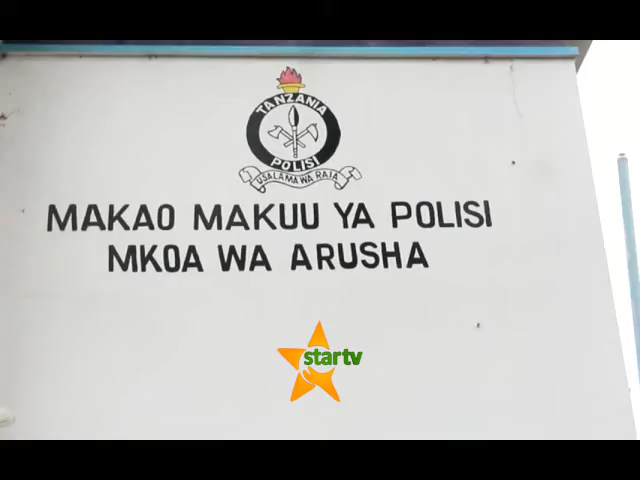 TANZANIA
POLISI
USALAMA WA RAIA
MAKAO MAKUU YA POLISI
MKOA WA ARUSHA
startv